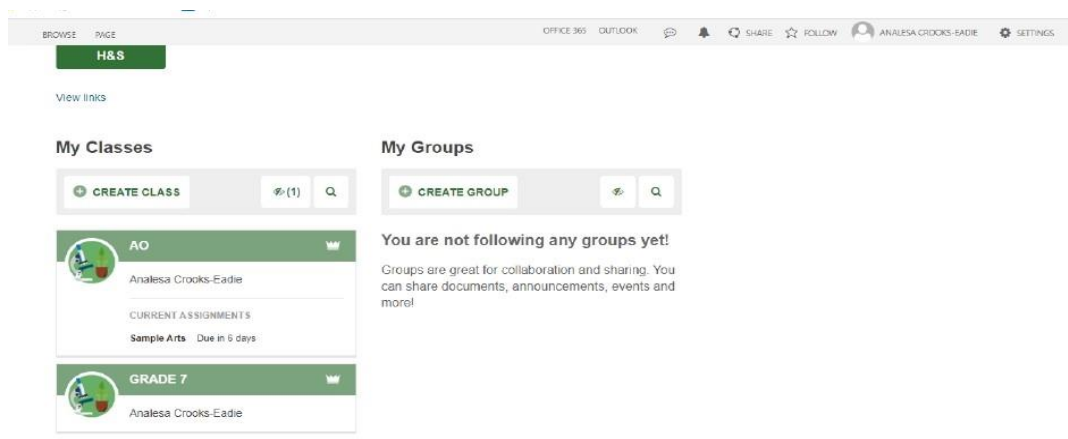 BROWSE PAGE OFFICE 365 OUTLOOK SHARE FOLLOW ANALESA CROOKS-EADIE SETTINGS
H&S
View links
My Classes
CREATE CLASS (1)
AO
Analesa Crooks-Eadie
CURRENT ASSIGNMENTS
Sample Arts Due in 6 days
GRADE 7
Analesa Crooks-Eadie
My Groups
CREATE GROUP
You are not following any groups yet!
Groups are great for collaboration and sharing. You
can share documents, announcements, events and
more!